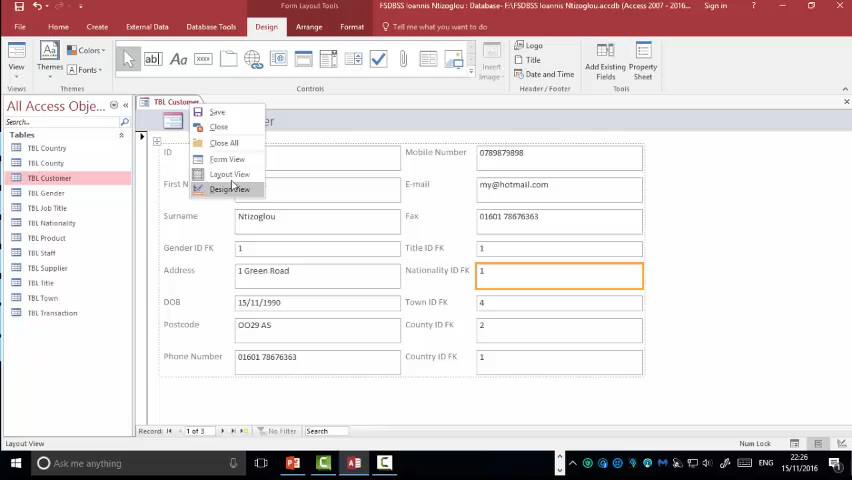 Form Layout Tools
FSDBSS Ioannis Ntizoglou: Database- F:\FSDBSS Ioannis Ntizoglou.accdb (Access 2007 - 2016...
Sign in
File
Home
Create
External Data
Database Tools
Design
Arrange
Format
Tell me what you want to do
View
Themes
Colors
Fonts
Aa
ab
Aa
xxxx
Insert
Image
Logo
Title
Date and Time
Add Existing
Fields
Property
Sheet
Views
Themes
Controls
Header / Footer
Tools
All Access Obje...
Search...
Tables
TBL Country
TBL County
TBL Customer
TBL Gender
TBL Job Title
TBL Nationality
TBL Product
TBL Staff
TBL Supplier
TBL Title
TBL Town
TBL Transaction
TBL Customer
Save
Close
Close All
Form View
Layout View
Design View
ID
Mobile Number 0789879898
First N
E-mail my@hotmail.com
Surname Ntizoglou
Fax 01601 78676363
Gender ID FK 1
Title ID FK 1
Address 1 Green Road
Nationality ID FK 1
DOB 15/11/1990
Town ID FK 4
Postcode OO29 AS
County ID FK 2
Phone Number 01601 78676363
Country ID FK 1
Record: 1 of 3 No Filter Search
Layout View
Num Lock
Ask me anything
ENG
22:26
15/11/2016